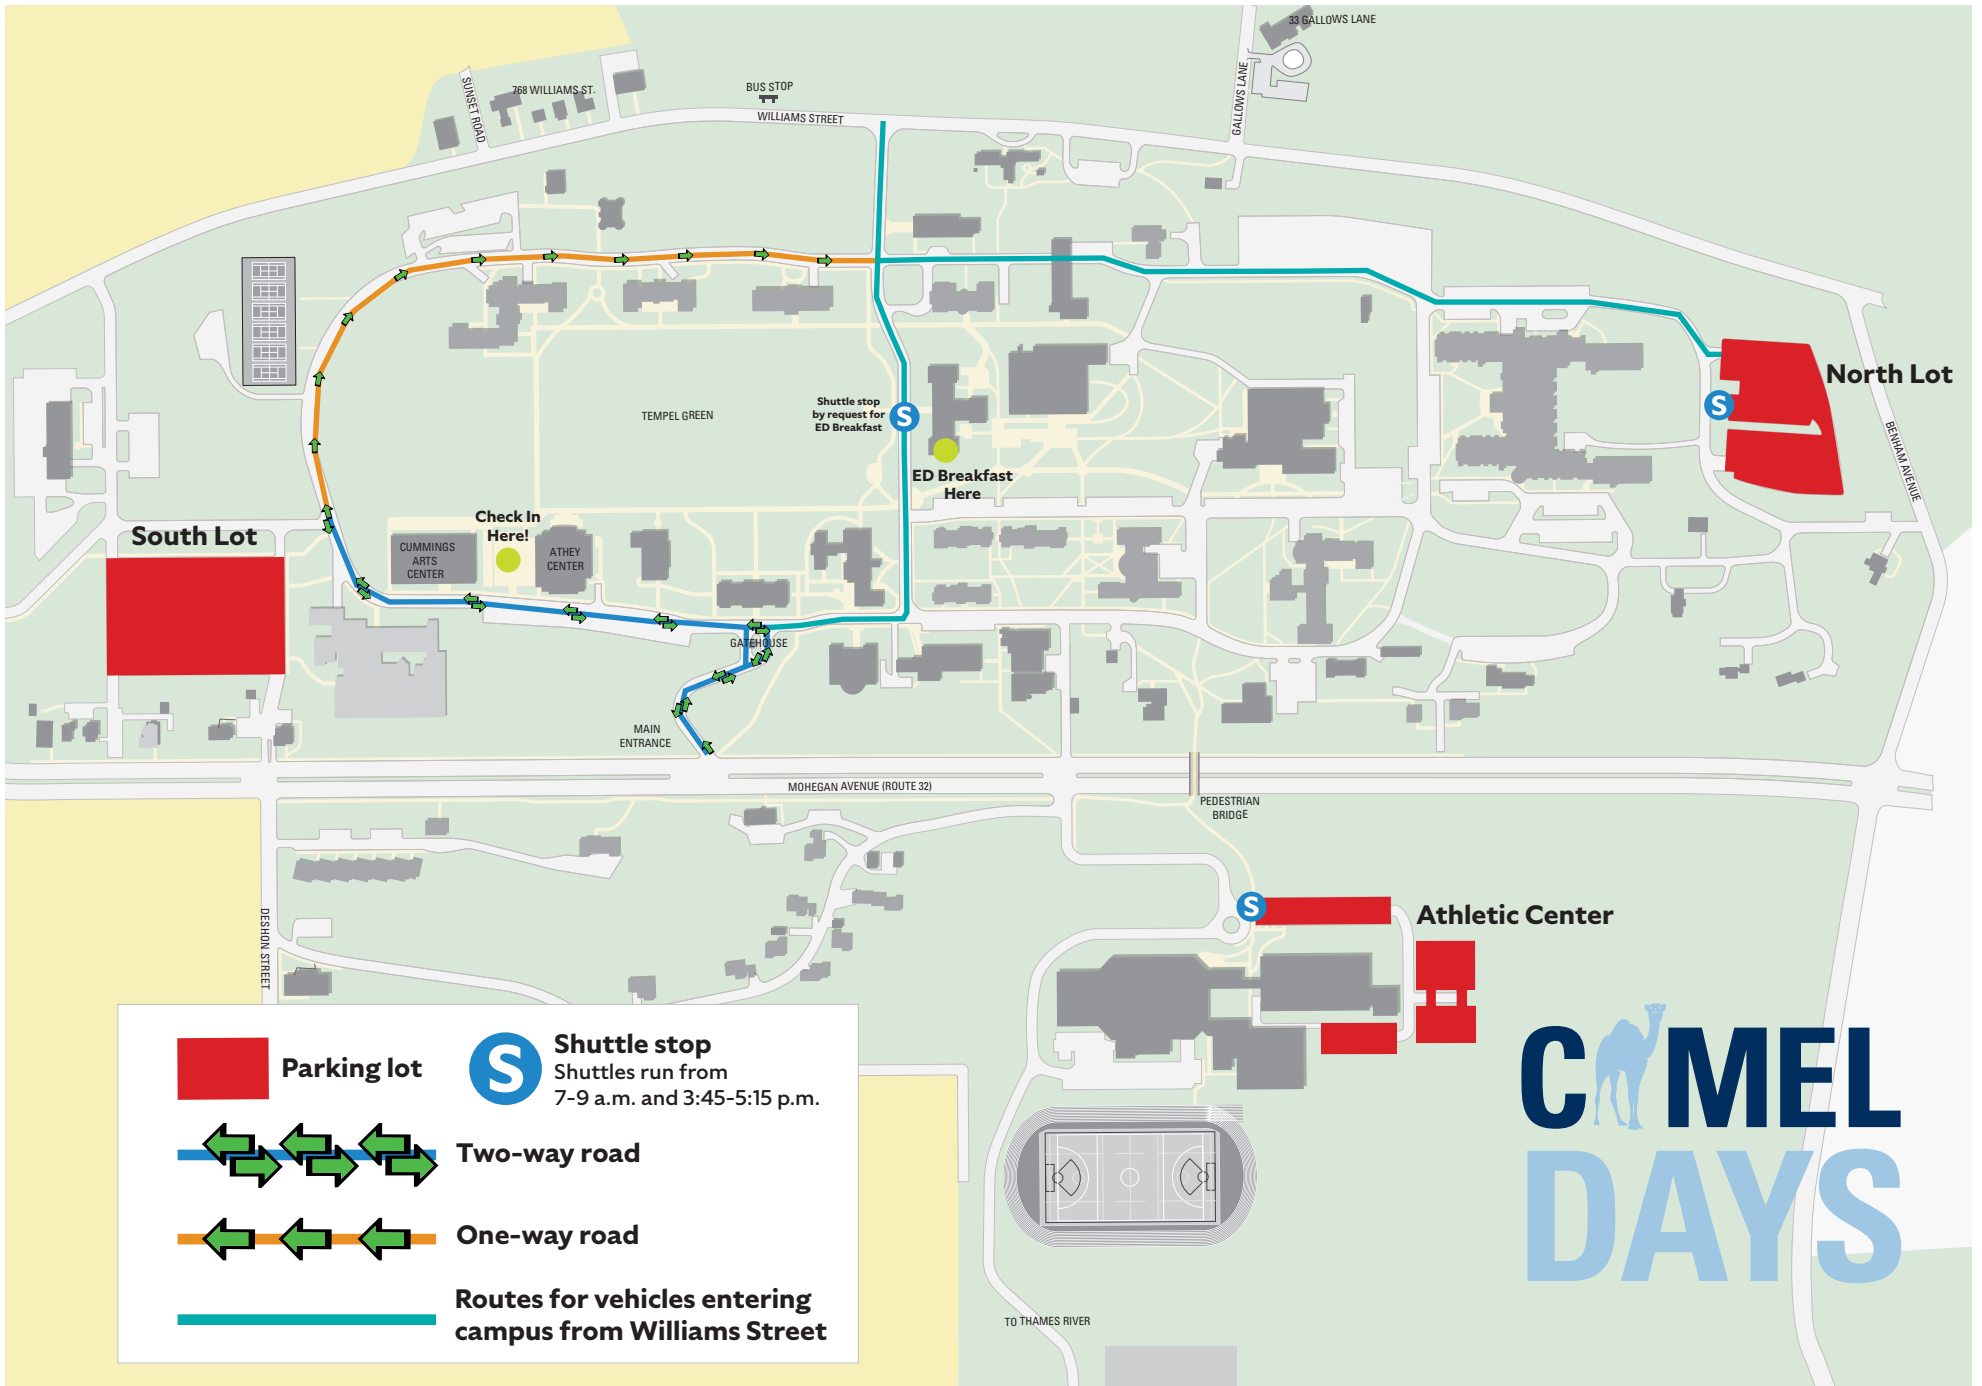 33 GALLOWS LANE
SUNSET ROAD
768 WILLIAMS ST.
BUS STOP
WILLIAMS STREET
GALLOWS LANE
North Lot
BENHAM AVENUE
Shuttle stop
by request for
ED Breakfast
S
S
TEMPEL GREEN
ED Breakfast
Here
South Lot
Check In
Here!
CUMMINGS
ARTS
CENTER
ATHEY
CENTER
GATEHOUSE
MAIN
ENTRANCE
MOHEGAN AVENUE (ROUTE 32)
PEDESTRIAN
BRIDGE
DESHON STREET
S
Athletic Center
TO THAMES RIVER
Parking lot
S
Shuttle stop
Shuttles run from
7-9 a.m. and 3:45-5:15 p.m.
Two-way road
One-way road
Routes for vehicles entering
campus from Williams Street
C MEL
DAYS